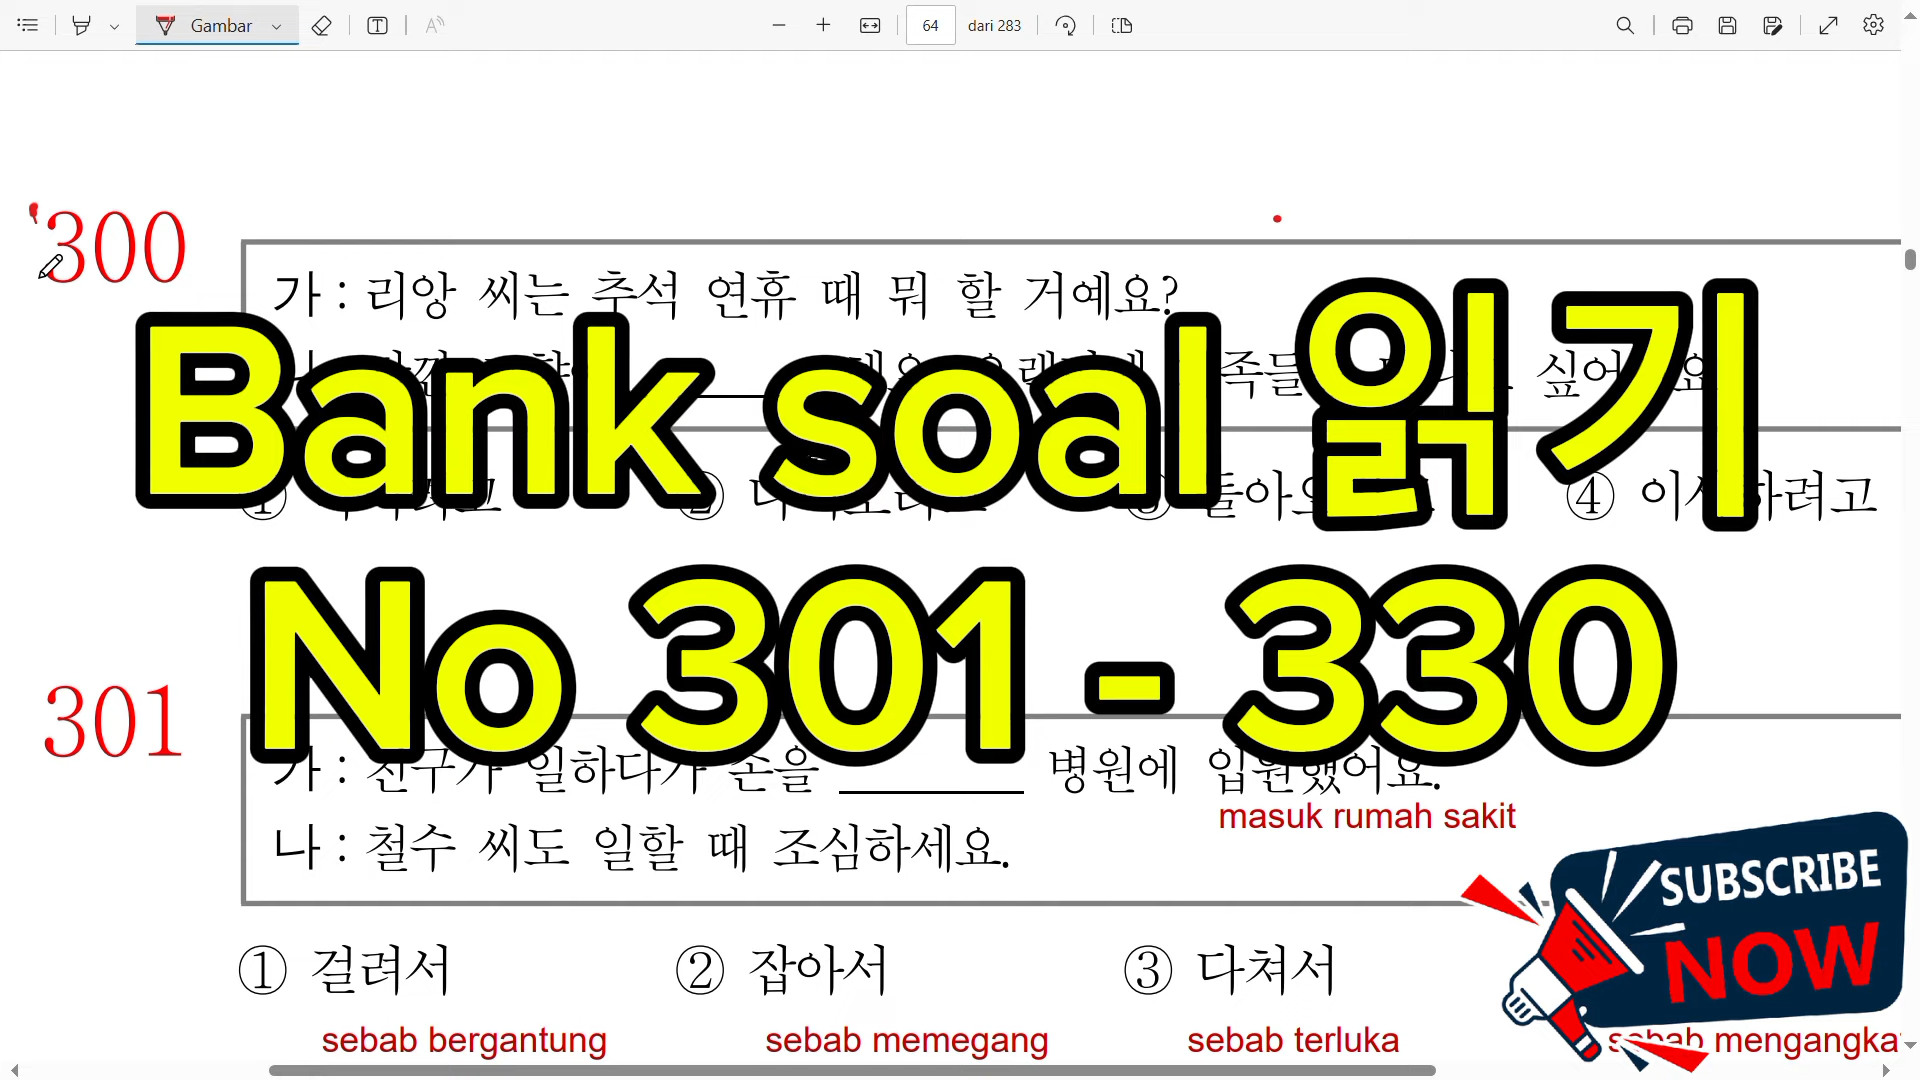 Gambar
64 dari 283
300
가 : 리앙 씨는 추석 연휴 때 뭐 할 거예요?
싶어
④ 이사하려고
Bank soal 읽기
No 301 - 330
301
가 : 친구가 일하다가 손을 병원에 입원했어요.
masuk rumah sakit
나 : 철수 씨도 일할 때 조심하세요.
① 걸려서 ② 잡아서 ③ 다쳐서
sebab bergantung sebab memegang sebab terluka sebab mengangka
SUBSCRIBE
NOW